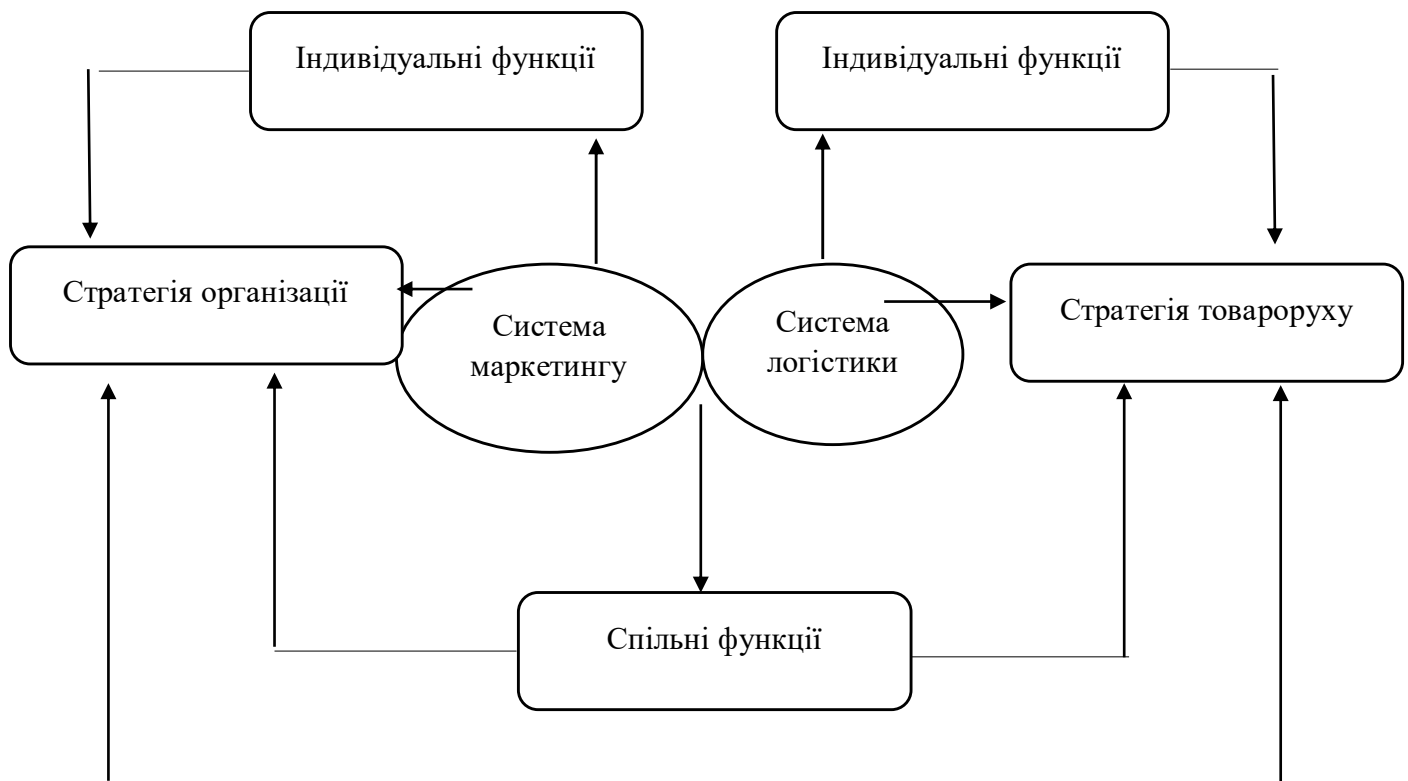 Індивідуальні функції
Індивідуальні функції
Стратегія організації
Система
маркетингу
Система
логістики
Стратегія товароруху
Спільні функції